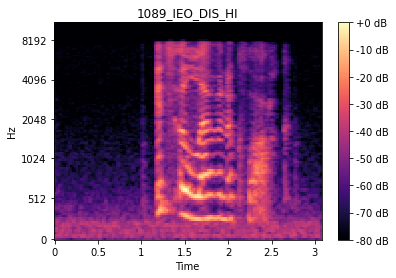 1089_IEO_DIS_HI
+0 dB
8192
-10 dB
4096
-20 dB
-30 dB
Hz
2048
-40 dB
1024
-50 dB
512
-60 dB
-70 dB
0
-80 dB
0 0.5 1 1.5 2 2.5 3
Time